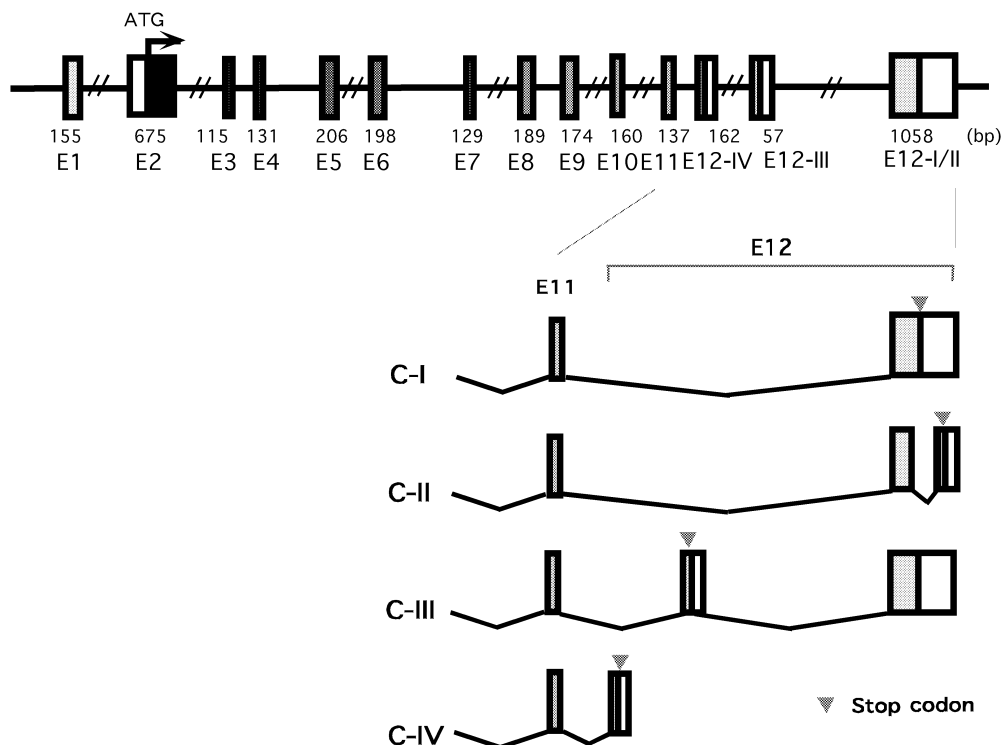 ATG
155 675 115 131 206 198 129 189 174 160 137 162 57 1058 (bp)
E1 E2 E3 E4 E5 E6 E7 E8 E9 E10 E11 E12-IV E12-III E12-I/II
E12
E11
C-I
C-II
C-III
C-IV
Stop codon